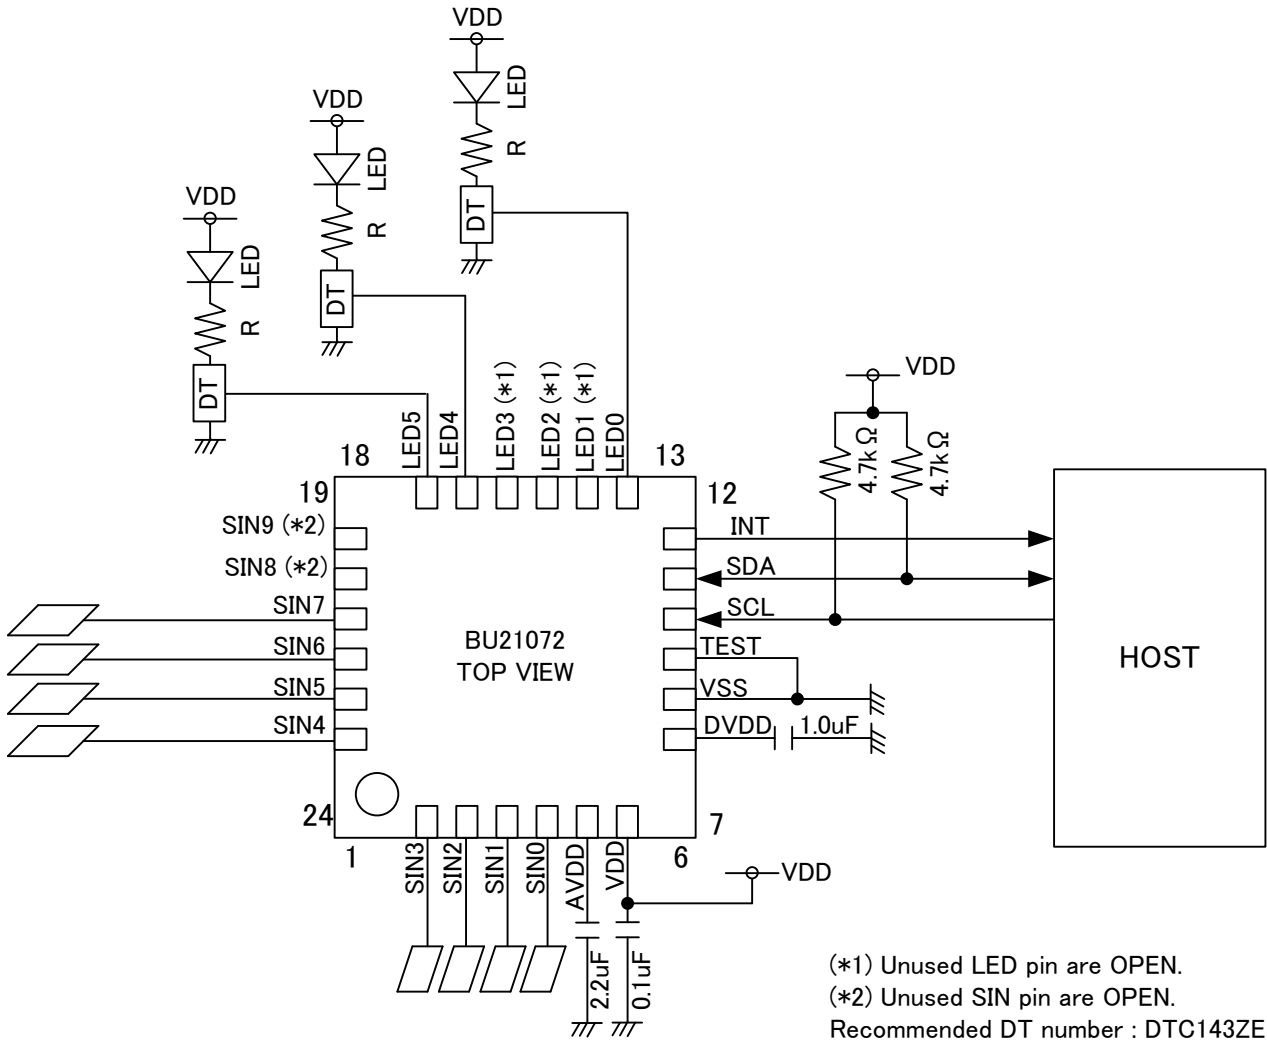 VDD
LED
R
DT
VDD
LED
R
DT
VDD
LED
R
DT
LED5
LED4
LED3 (*1)
LED2 (*1)
LED1 (*1)
LED0
18
13
19
12
SIN9 (*2)
SIN8 (*2)
SIN7
SIN6
SIN5
SIN4
BU21072
TOP VIEW
INT
SDA
SCL
TEST
VSS
DVDD
1.0uF
VDD
4.7kΩ
4.7kΩ
HOST
24
1
7
6
SIN3
SIN2
SIN1
SIN0
AVDD
VDD
VDD
2.2uF
0.1uF
(*1) Unused LED pin are OPEN.
(*2) Unused SIN pin are OPEN.
Recommended DT number : DTC143ZE